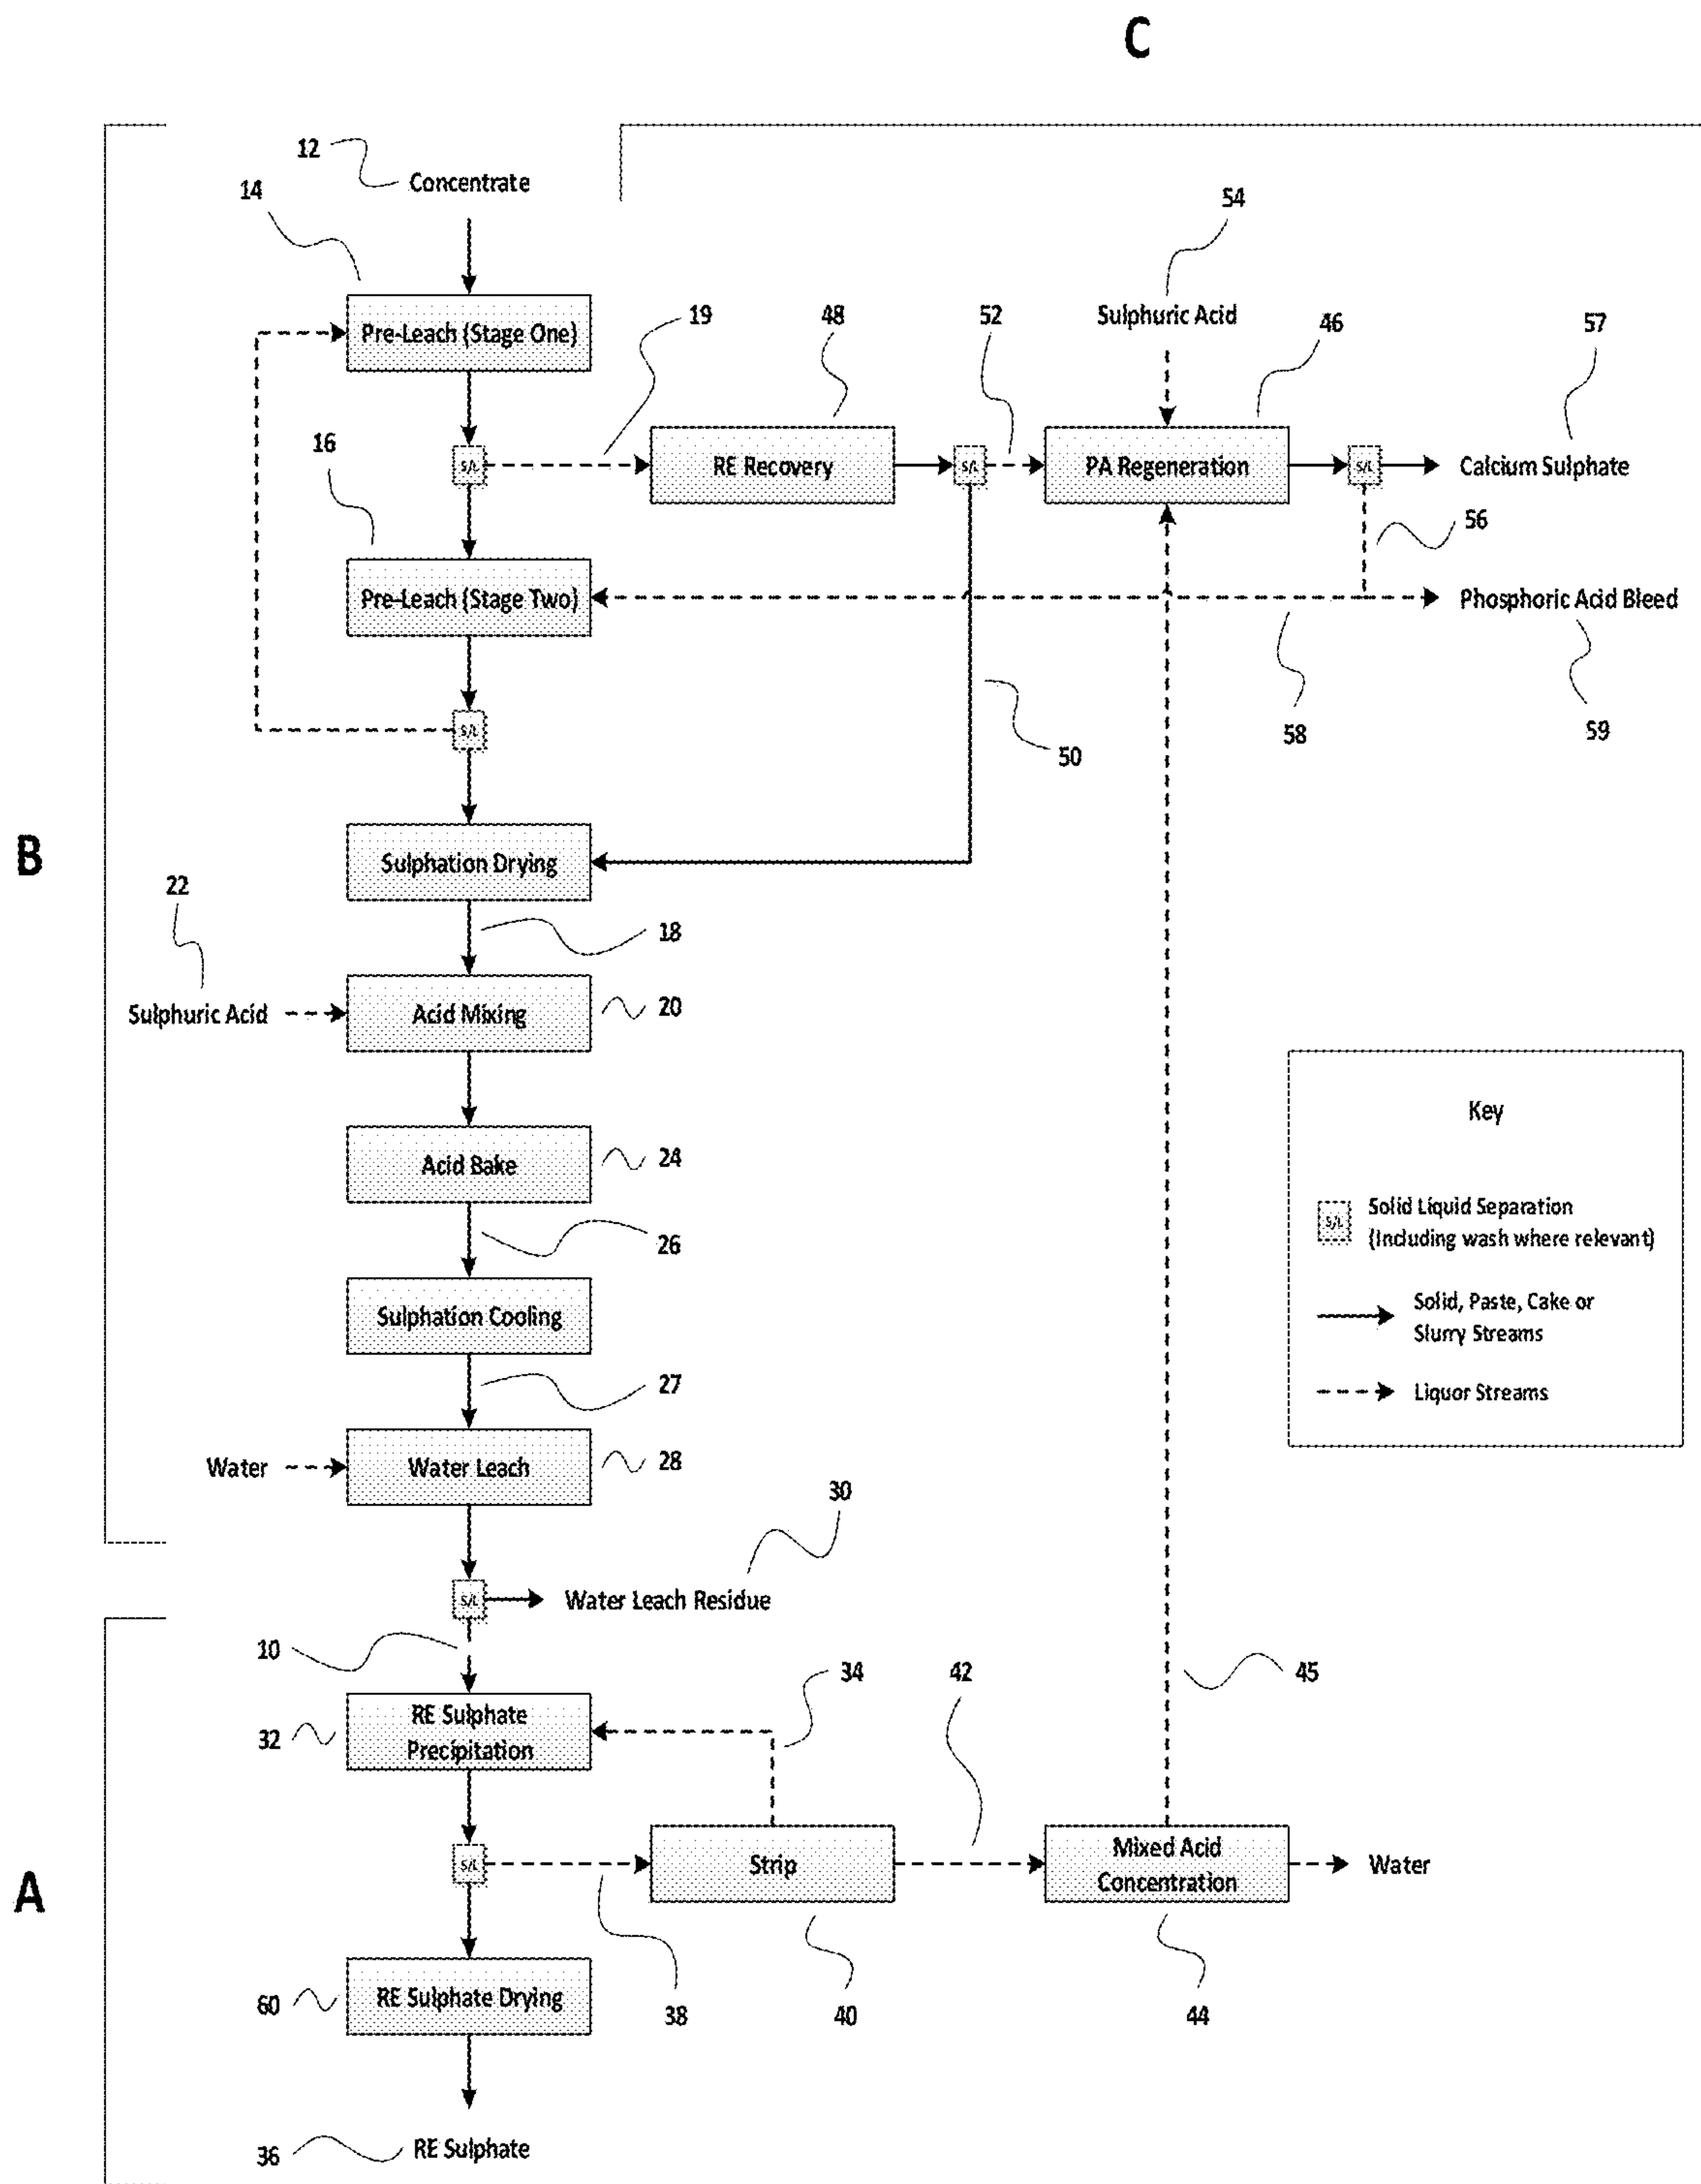 C
12
Concentrate
14
54
Pre-Leach (Stage One)
19
48
52
Sulphuric Acid
46
57
16
S/L
RE Recovery
S/L
PA Regeneration
S/L
Calcium Sulphate
56
Pre-Leach (Stage Two)
Phosphoric Acid Bleed
58
59
S/L
50
B
Sulphation Drying
22
18
Sulphuric Acid
Acid Mixing
20
Key
Acid Bake
24
S/L
Solid Liquid Separation
(Including wash where relevant)
26
Sulphation Cooling
Solid, Paste, Cake or
Slurry Streams
27
Liquor Streams
Water
Water Leach
28
30
S/L
Water Leach Residue
10
34
42
45
32
RE Sulphate
Precipitation
A
S/L
Strip
Mixed Acid
Concentration
Water
60
RE Sulphate Drying
38
40
44
36
RE Sulphate